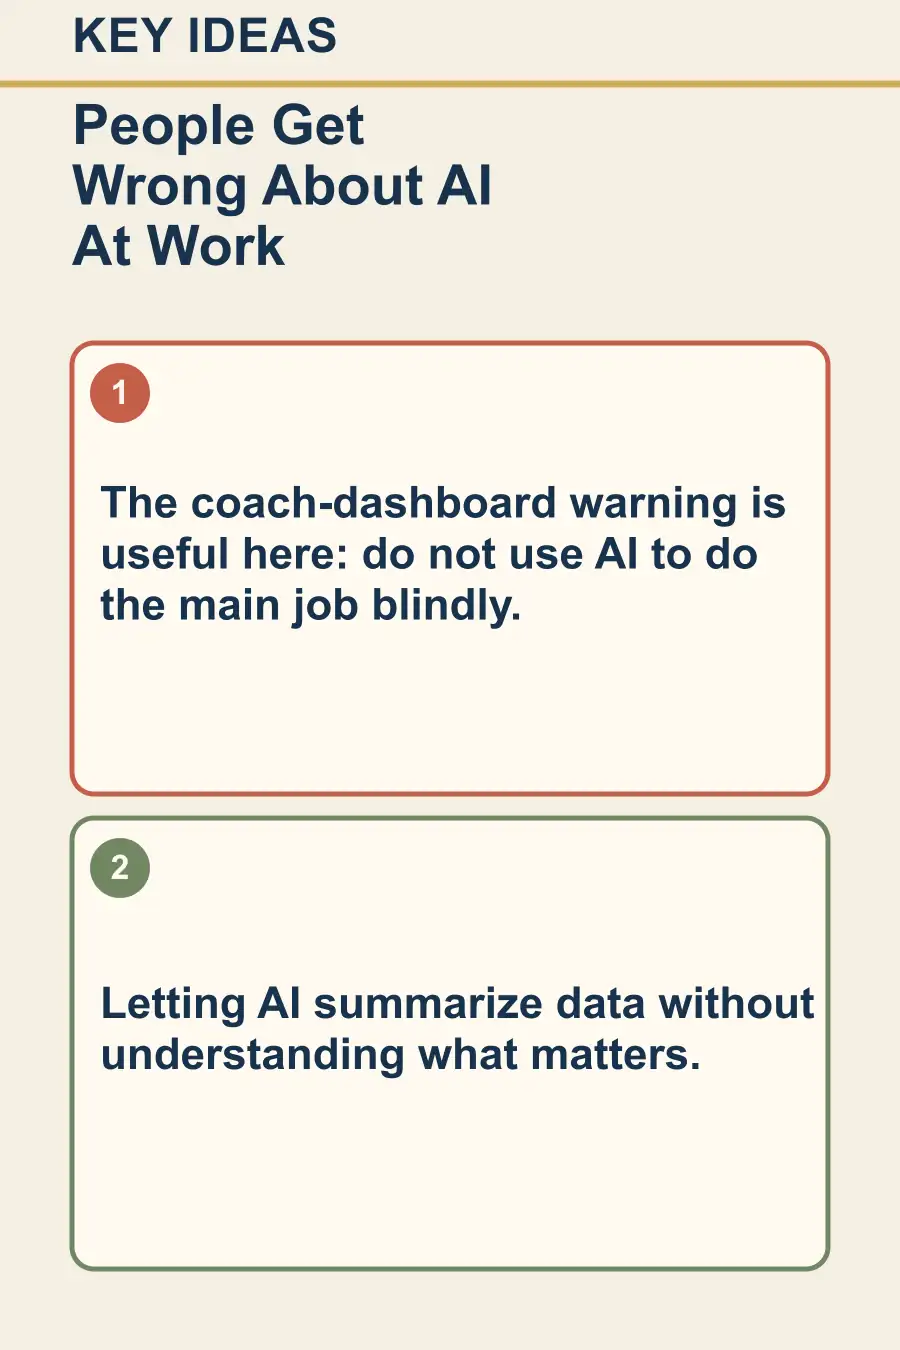 KEY IDEAS
People Get
Wrong About AI
At Work
1
The coach-dashboard warning is
useful here: do not use AI to do
the main job blindly.
2
Letting AI summarize data without
understanding what matters.